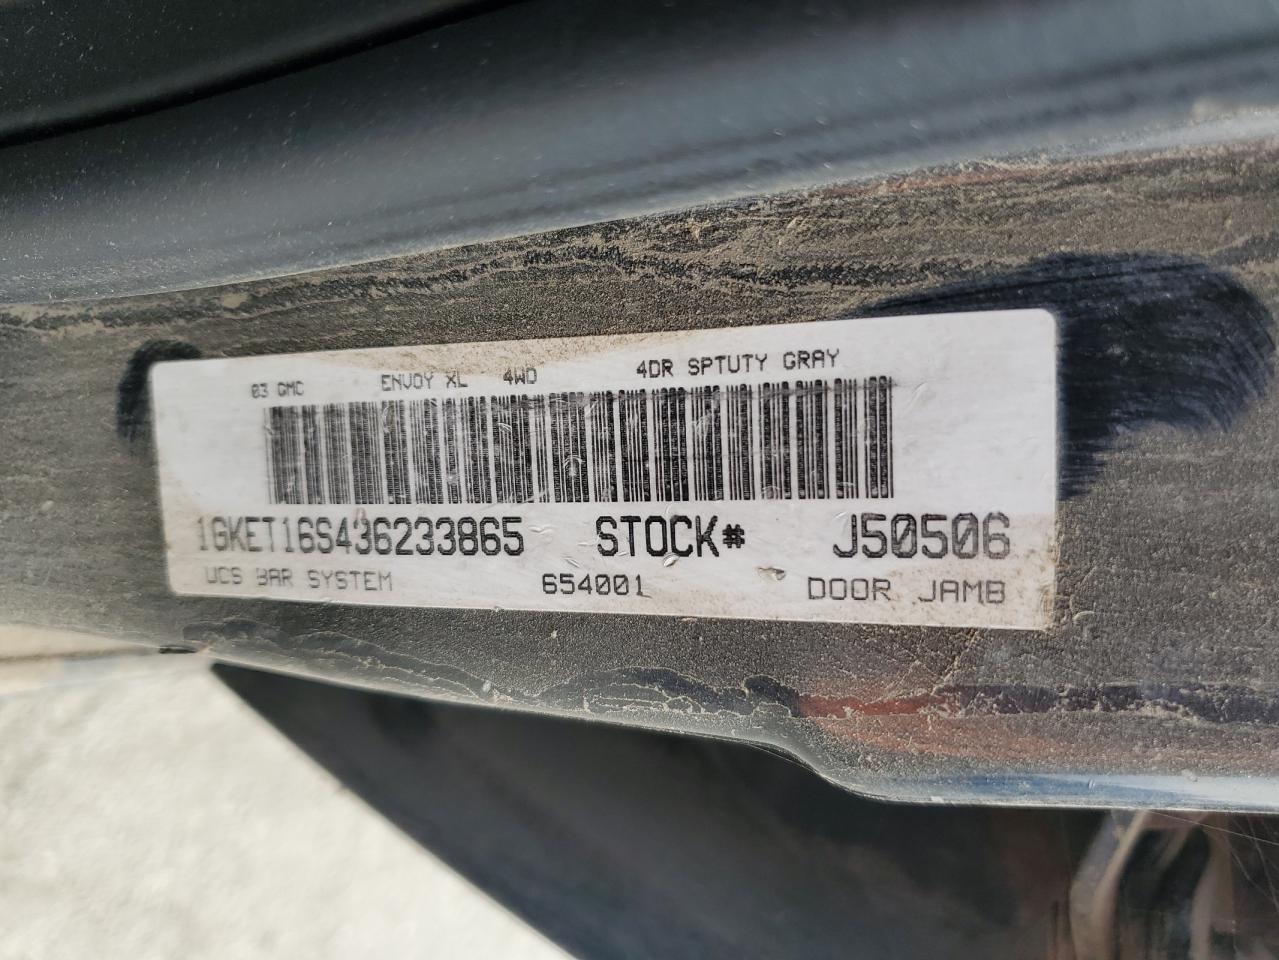 03 GMC ENVOY XL 4WD 4DR SPTUTY GRAY
1GKET16S436233865 STOCK# J50506
UCS BAR SYSTEM 654001 DOOR JAMB